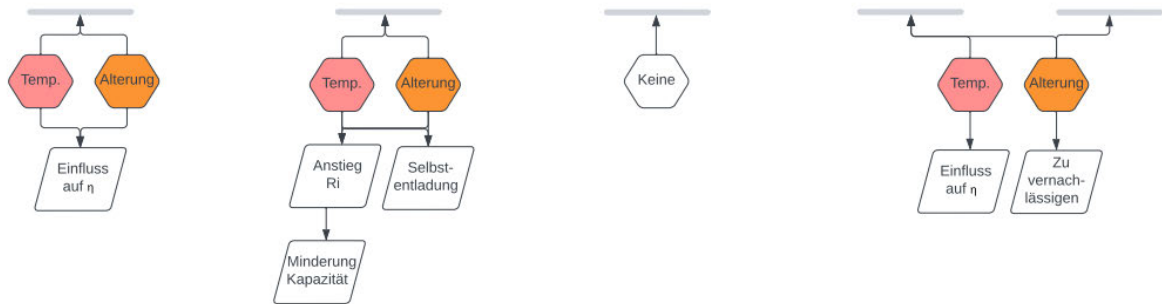 Temp.
Alterung
Einfluss
auf η
Temp.
Alterung
Anstieg
Ri
Selbst-
entladung
Minderung
Kapazität
Keine
Temp.
Alterung
Einfluss
auf η
Zu
vernach-
lässigen